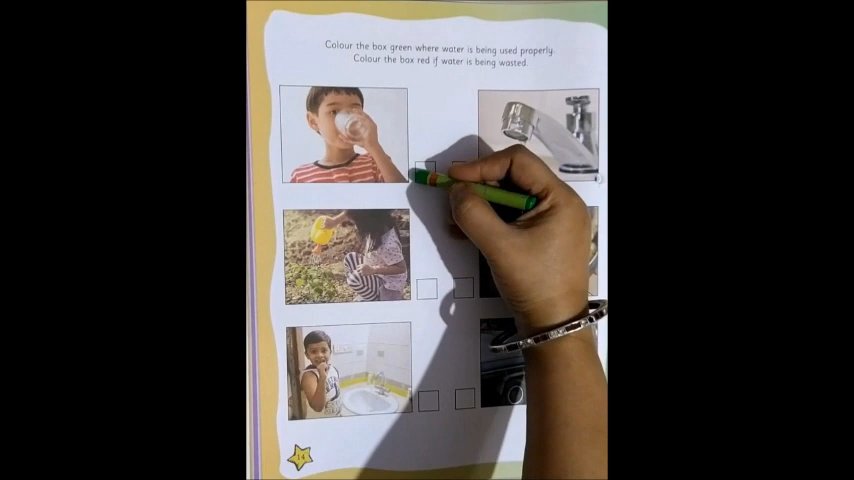 Colour the box green where water is being used properly.
Colour the box red if water is being wasted.
14